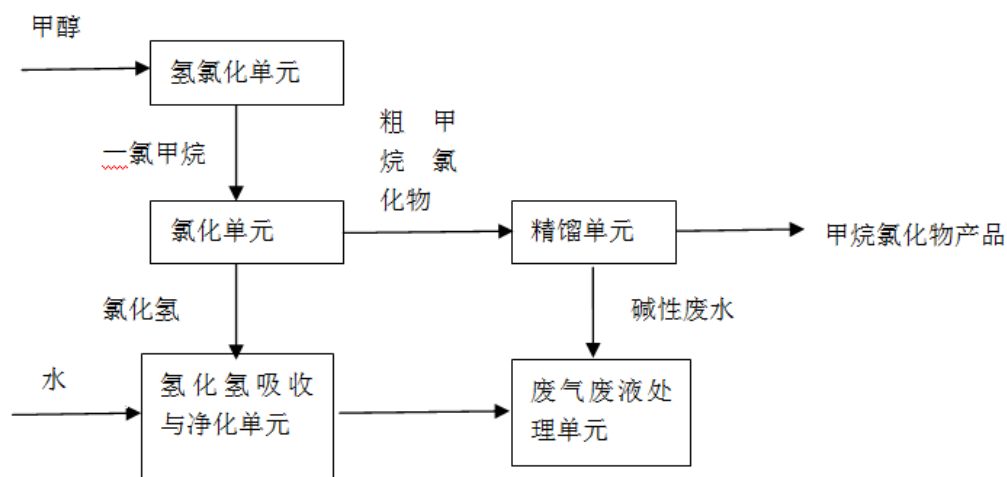 甲醇
氢氯化单元
粗 甲
烷 氯
化物
一氯甲烷
氯化单元
精馏单元
甲烷氯化物产品
氯化氢
碱性废水
水
氢化氢吸收
与净化单元
废气废液处
理单元